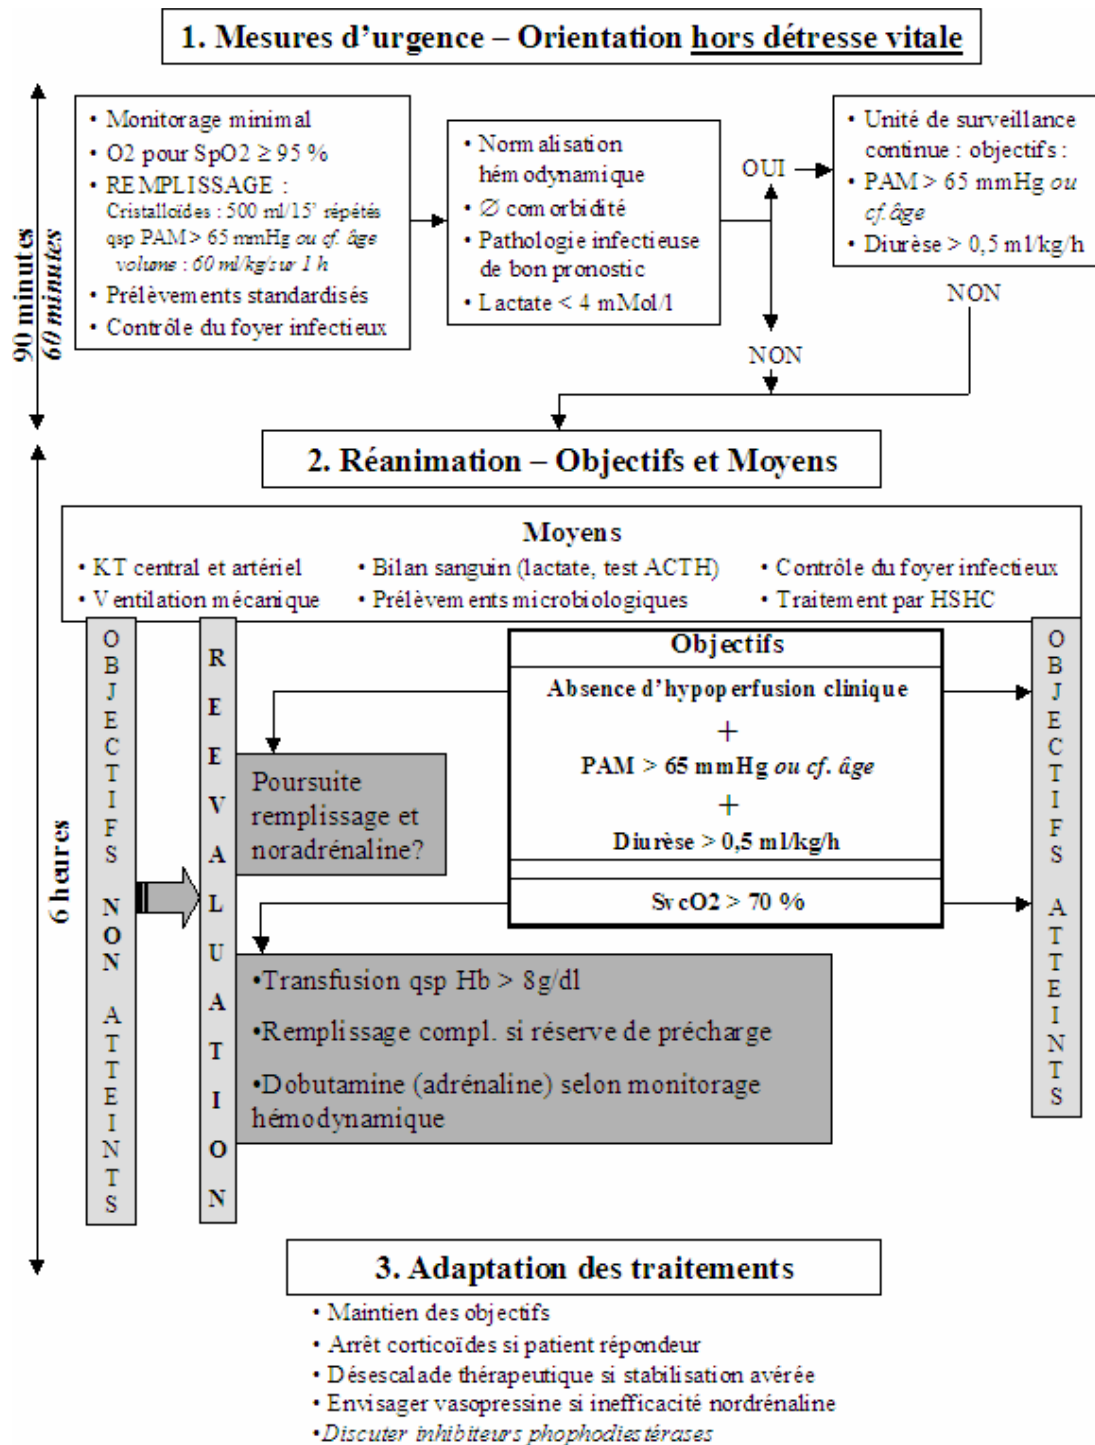 1. Mesures d’urgence – Orientation hors détresse vitale
90 minutes
60 minutes
• Monitorage minimal
• O2 pour SpO2 ≥ 95 %
• REMPLISSAGE :
Cristalloïdes : 500 ml/15’ répétés
qsp PAM > 65 mmHg ou cf. âge
volume : 60 ml/kg/sur 1 h
• Prélèvements standardisés
• Contrôle du foyer infectieux
• Normalisation
hémodynamique
• Ø comorbidité
• Pathologie infectieuse
de bon pronostic
• Lactate < 4 mMol/l
OUI
NON
• Unité de surveillance
continue : objectifs :
• PAM > 65 mmHg ou
cf.âge
• Diurèse > 0,5 ml/kg/h
NON
2. Réanimation – Objectifs et Moyens
6 heures
Moyens
• KT central et artériel
• Bilan sanguin (lactate, test ACTH)
• Contrôle du foyer infectieux
• Ventilation mécanique
• Prélèvements microbiologiques
• Traitement par HSHC
OBJECTIFS NON ATTEINTS
REEVALUATION
Objectifs
Absence d’hypoperfusion clinique
+
PAM > 65 mmHg ou cf. âge
+
Diurèse > 0,5 ml/kg/h
SvcO2 > 70 %
OBJECTIFS ATTEINTS
Poursuite
remplissage et
noradrénaline?
•Transfusion qsp Hb > 8g/dl
•Remplissage compl. si réserve de précharge
•Dobutamine (adrénaline) selon monitorage
hémodynamique
3. Adaptation des traitements
• Maintien des objectifs
• Arrêt corticoïdes si patient répondeur
• Désescalade thérapeutique si stabilisation avérée
• Envisager vasopressine si inefficacité nordrénaline
•Discuter inhibiteurs phophodiestérases